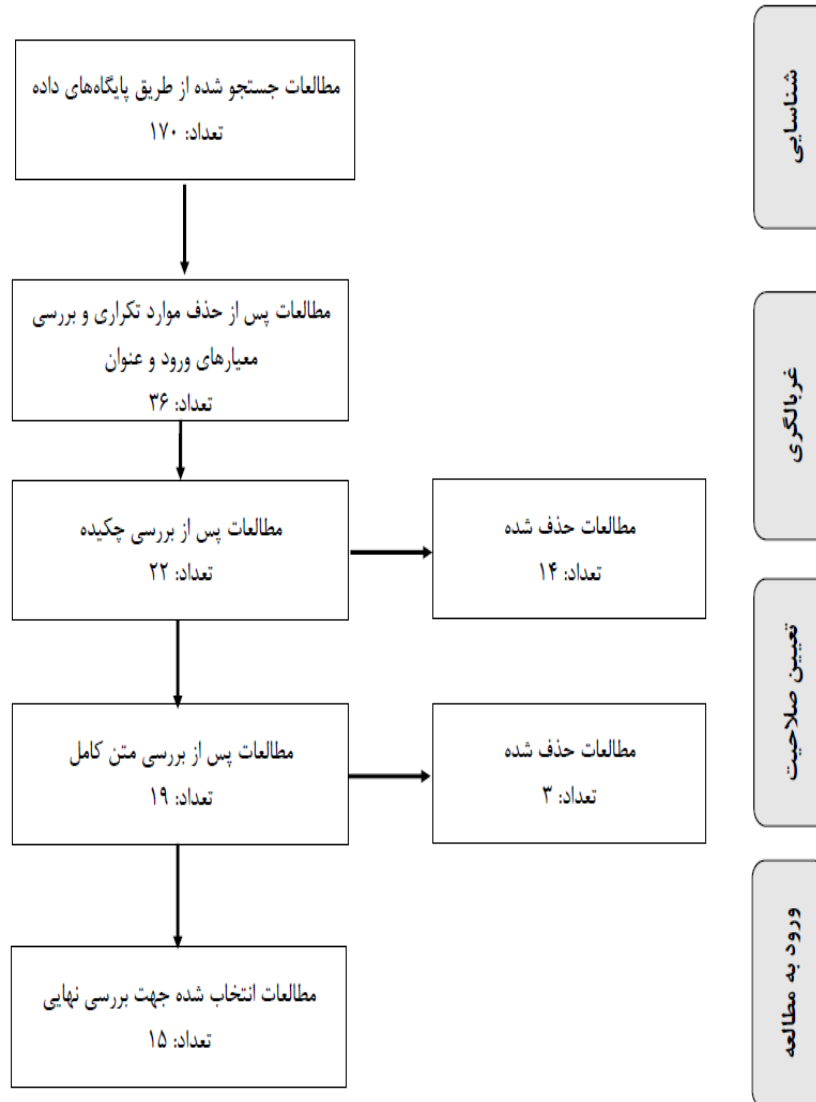 مطالعات جستجو شده از طریق پایگاه‌های داده
تعداد: ۱۷۰
شناسایی
مطالعات پس از حذف موارد تکراری و بررسی
معیارهای ورود و عنوان
تعداد: ۳۶
غربالگری
مطالعات پس از بررسی چکیده
تعداد: ۲۲
مطالعات حذف شده
تعداد: ۱۴
تعیین صلاحیت
مطالعات پس از بررسی متن کامل
تعداد: ۱۹
مطالعات حذف شده
تعداد: ۳
ورود به مطالعه
مطالعات انتخاب شده جهت بررسی نهایی
تعداد: ۱۵